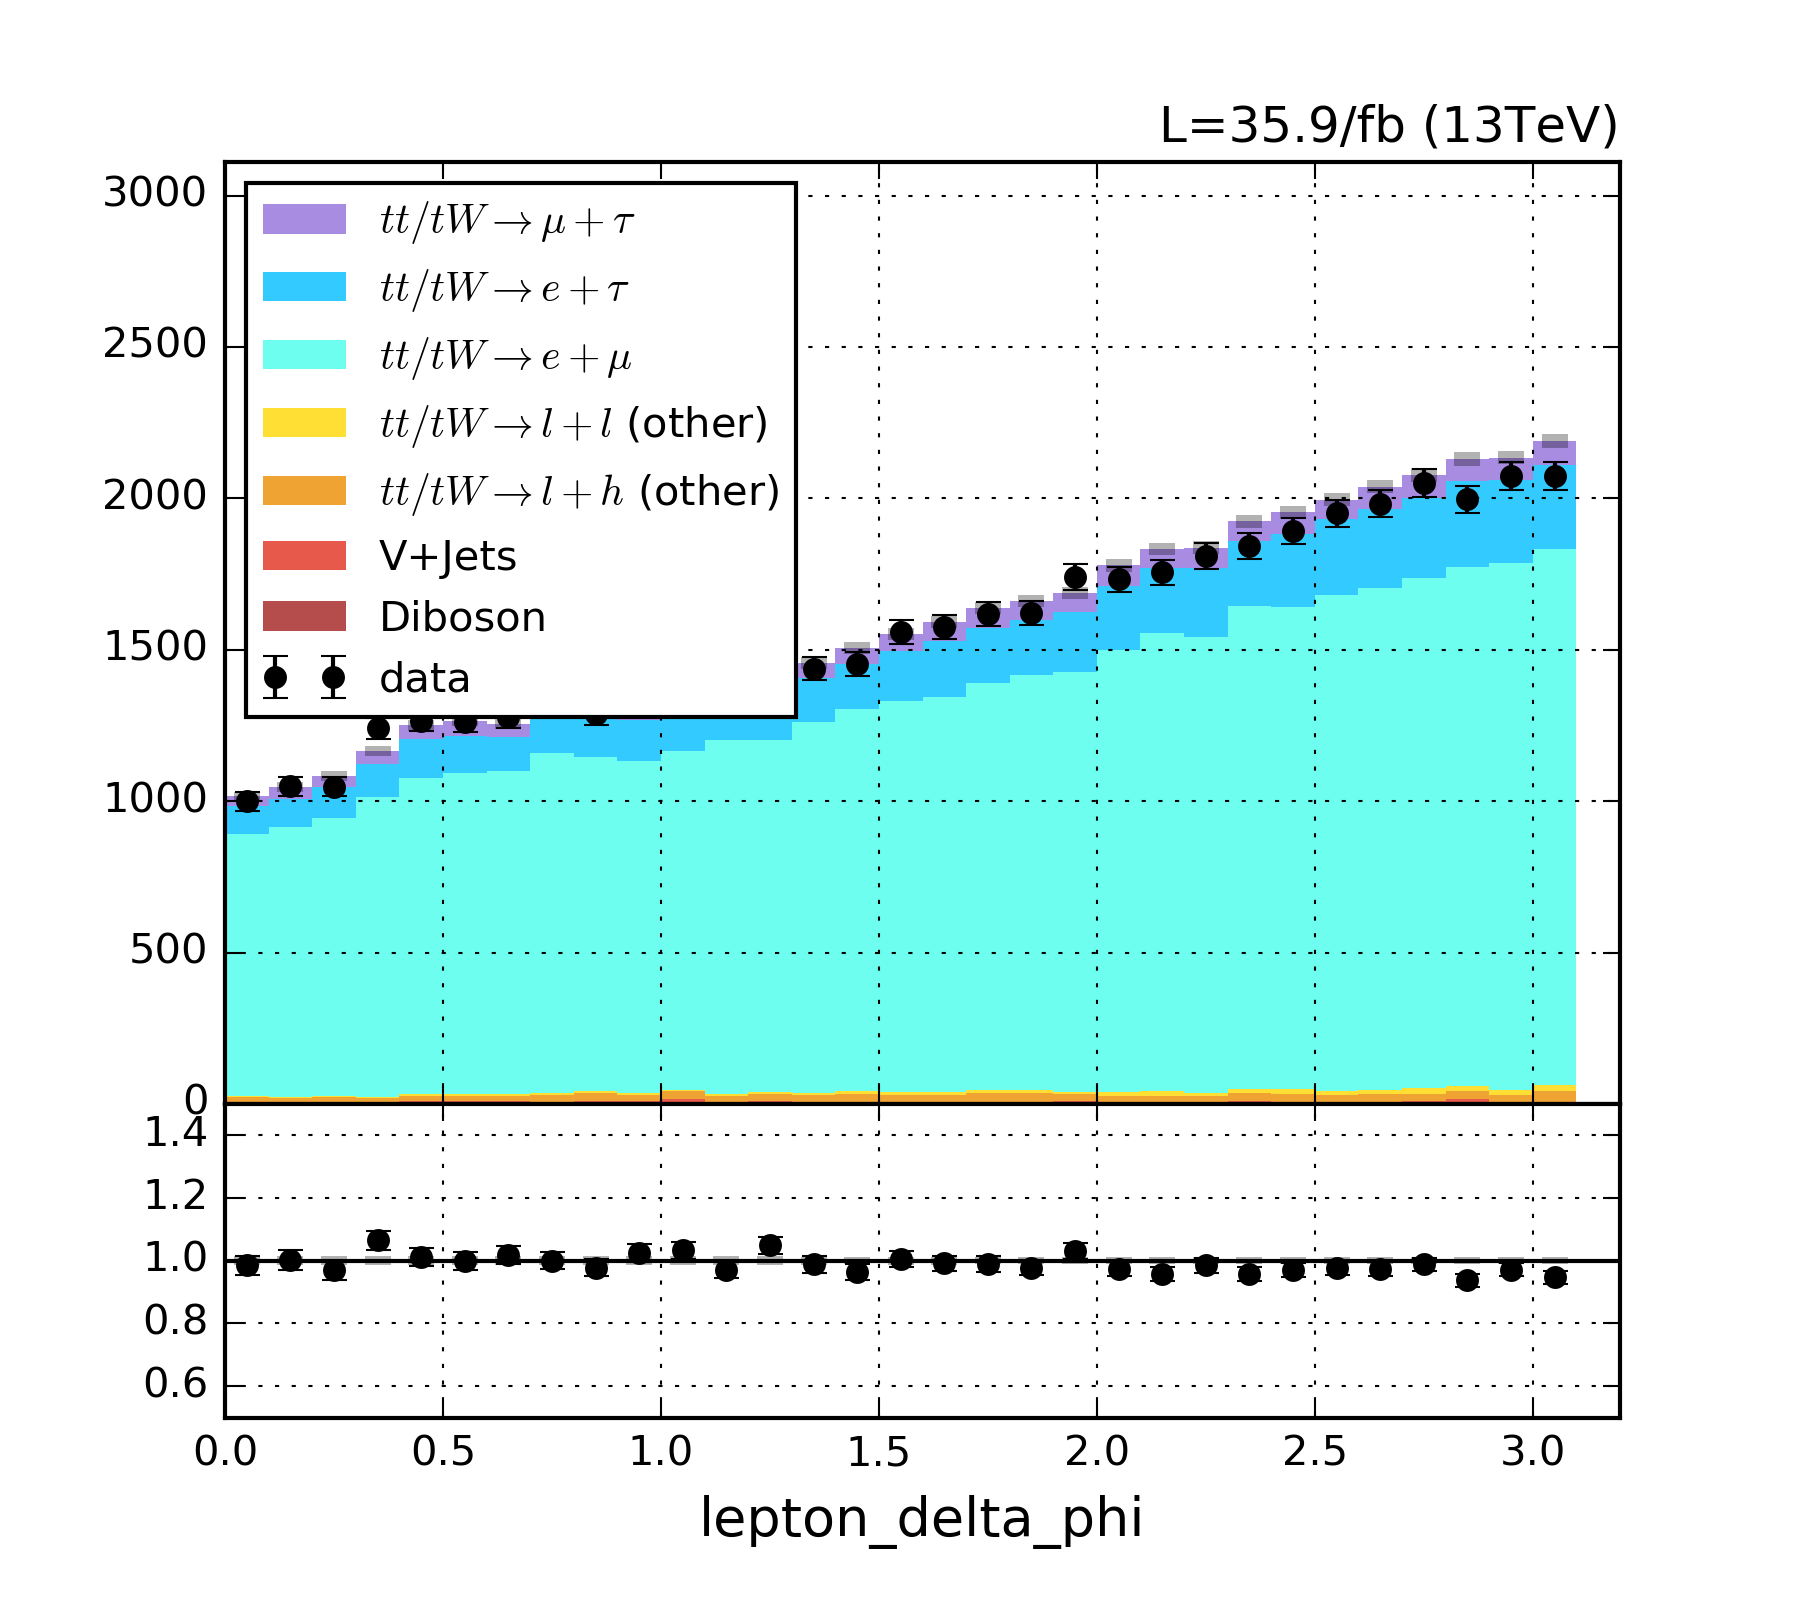 L=35.9/fb (13TeV)
3000
2500
2000
1500
1000
500
0
tt/tW→μ+τ
tt/tW→e+τ
tt/tW→e+μ
tt/tW→l+l (other)
tt/tW→l+h (other)
V+Jets
Diboson
data
1.4
1.2
1.0
0.8
0.6
0.0 0.5 1.0 1.5 2.0 2.5 3.0
lepton_delta_phi